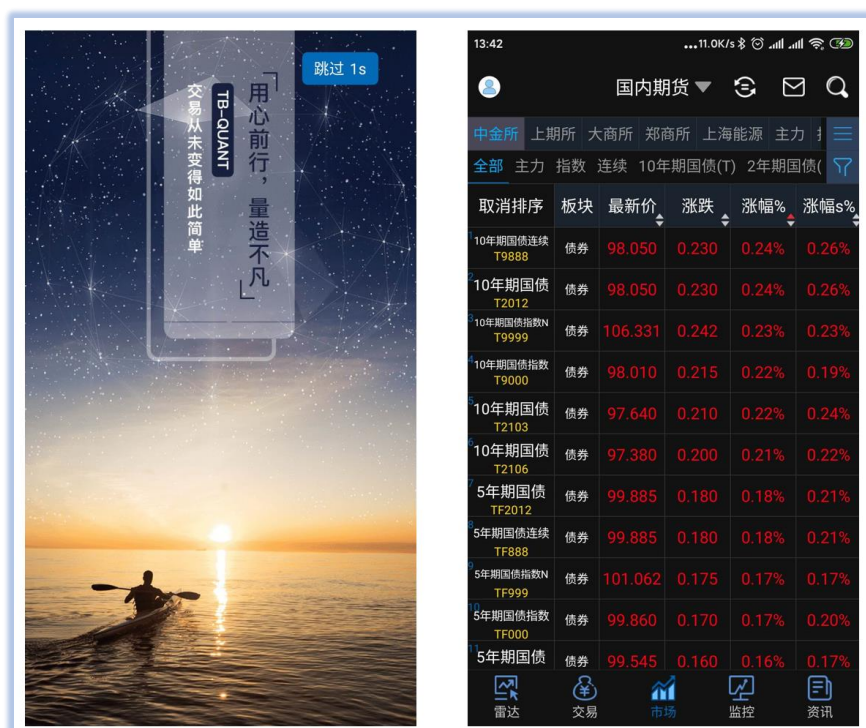 跳过 1s
「用心前行，量造不凡」
TB-QUANT
交易从未变得如此简单
13:42
...11.0K/s
国内期货
中金所 上期所 大商所 郑商所 上海能源 主力
全部 主力 指数 连续 10年期国债(T) 2年期国债(
取消排序 板块 最新价 涨跌 涨幅% 涨幅s%
1 10年期国债连续 债券 98.050 0.230 0.24% 0.26%
T9888
2 10年期国债 债券 98.050 0.230 0.24% 0.26%
T2012
3 10年期国债指数N 债券 106.331 0.242 0.23% 0.23%
T9999
4 10年期国债指数 债券 98.010 0.215 0.22% 0.19%
T9000
5 10年期国债 债券 97.640 0.210 0.22% 0.24%
T2103
6 10年期国债 债券 97.380 0.200 0.21% 0.22%
T2106
7 5年期国债 债券 99.885 0.180 0.18% 0.21%
TF2012
8 5年期国债连续 债券 99.885 0.180 0.18% 0.21%
TF888
9 5年期国债指数N 债券 101.062 0.175 0.17% 0.17%
TF999
10 5年期国债指数 债券 99.860 0.170 0.17% 0.20%
TF000
11 5年期国债 债券 99.545 0.160 0.16% 0.17%
雷达 交易 市场 监控 资讯